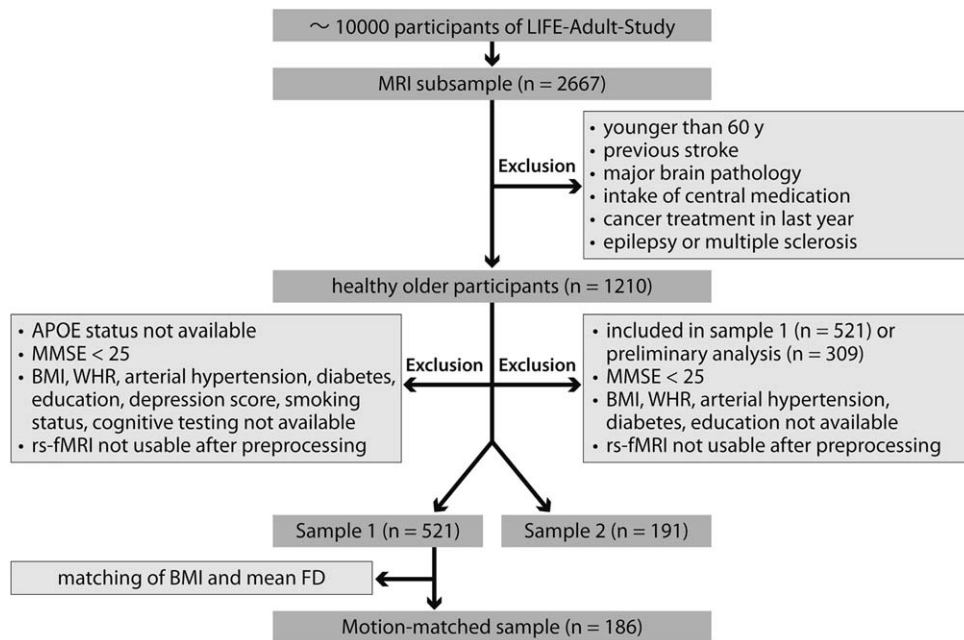 ~ 10000 participants of LIFE-Adult-Study
MRI subsample (n = 2667)
Exclusion
• younger than 60 y
• previous stroke
• major brain pathology
• intake of central medication
• cancer treatment in last year
• epilepsy or multiple sclerosis
healthy older participants (n = 1210)
• APOE status not available
• MMSE < 25
• BMI, WHR, arterial hypertension, diabetes,
education, depression score, smoking
status, cognitive testing not available
• rs-fMRI not usable after preprocessing
Exclusion
Exclusion
• included in sample 1 (n = 521) or
preliminary analysis (n = 309)
• MMSE < 25
• BMI, WHR, arterial hypertension,
diabetes, education not available
• rs-fMRI not usable after preprocessing
Sample 1 (n = 521)
Sample 2 (n = 191)
matching of BMI and mean FD
Motion-matched sample (n = 186)